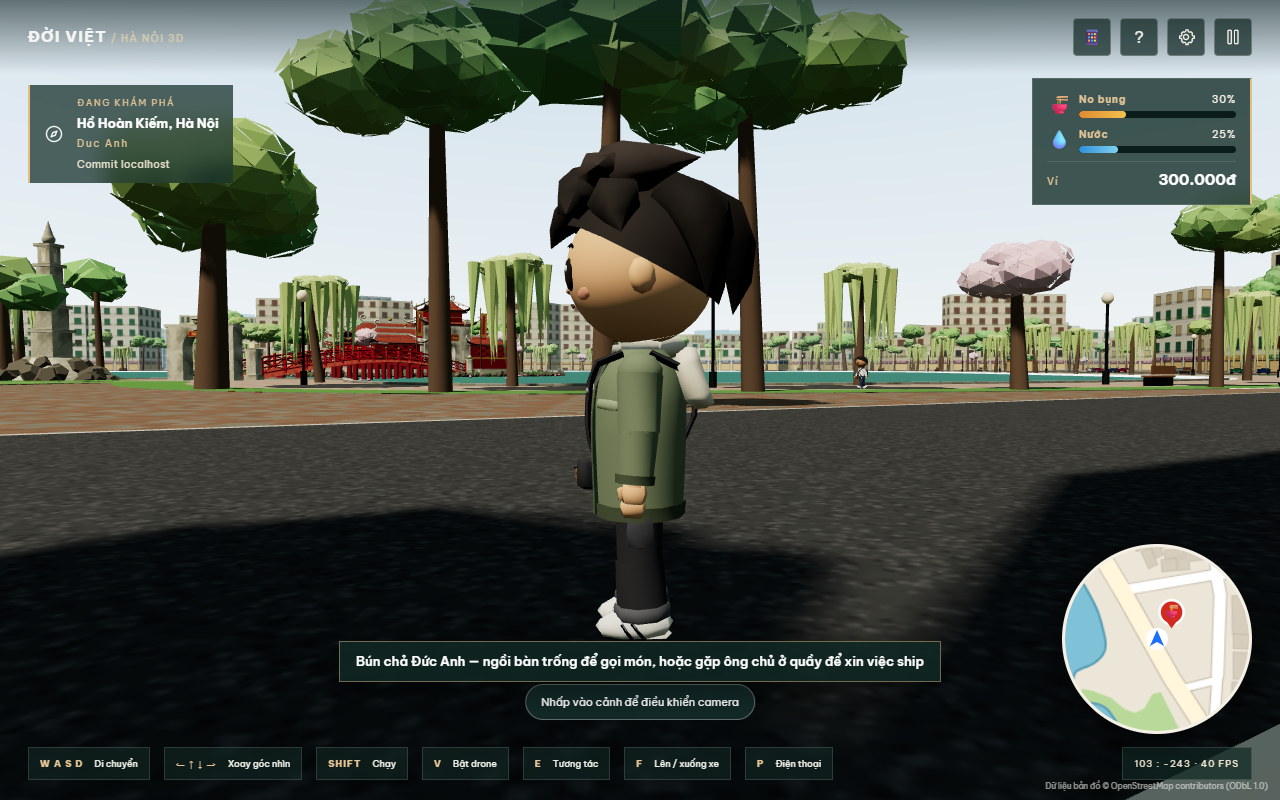 ĐỜI VIỆT / HÀ NỘI 3D
?
ĐANG KHÁM PHÁ
Hồ Hoàn Kiếm, Hà Nội
Duc Anh
Commit localhost
No bụng 30%
Nước 25%
Ví 300.000đ
Bún chả Đức Anh — ngồi bàn trống để gọi món, hoặc gặp ông chủ ở quầy để xin việc ship
Nhấp vào cảnh để điều khiển camera
W A S D Di chuyển
←↑↓→ Xoay góc nhìn
SHIFT Chạy
V Bật drone
E Tương tác
F Lên / xuống xe
P Điện thoại
103 : -243 · 40 FPS
Dữ liệu bản đồ © OpenStreetMap contributors (ODbL 1.0)